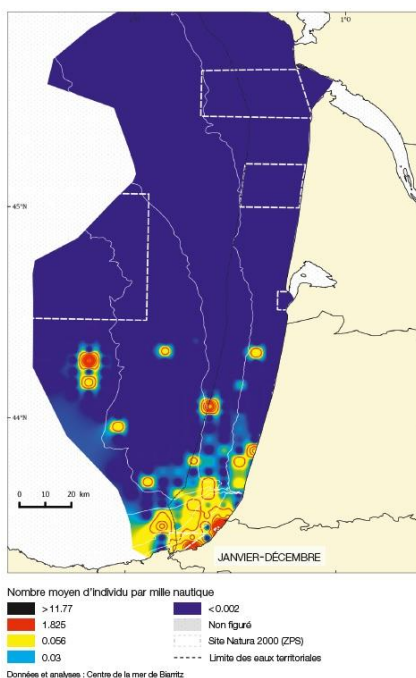 1°O
45°N
44°N
0 10 20 km
JANVIER-DÉCEMBRE
Nombre moyen d'individu par mille nautique
> 11.77
1.825
0.056
0.03
< 0.002
Non figuré
Site Natura 2000 (ZPS)
Limite des eaux territoriales
Données et analyses : Centre de la mer de Biarritz